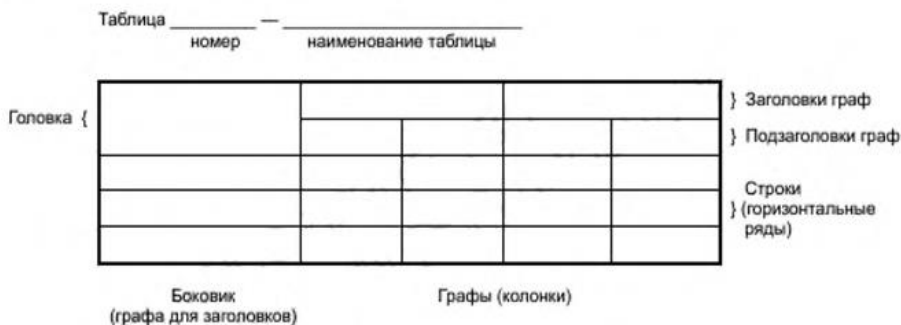 Таблица ________ — ______________________
номер наименование таблицы
Головка {
} Заголовки граф
} Подзаголовки граф
Строки
} (горизонтальные
ряды)
Боковик
(графа для заголовков)
Графы (колонки)